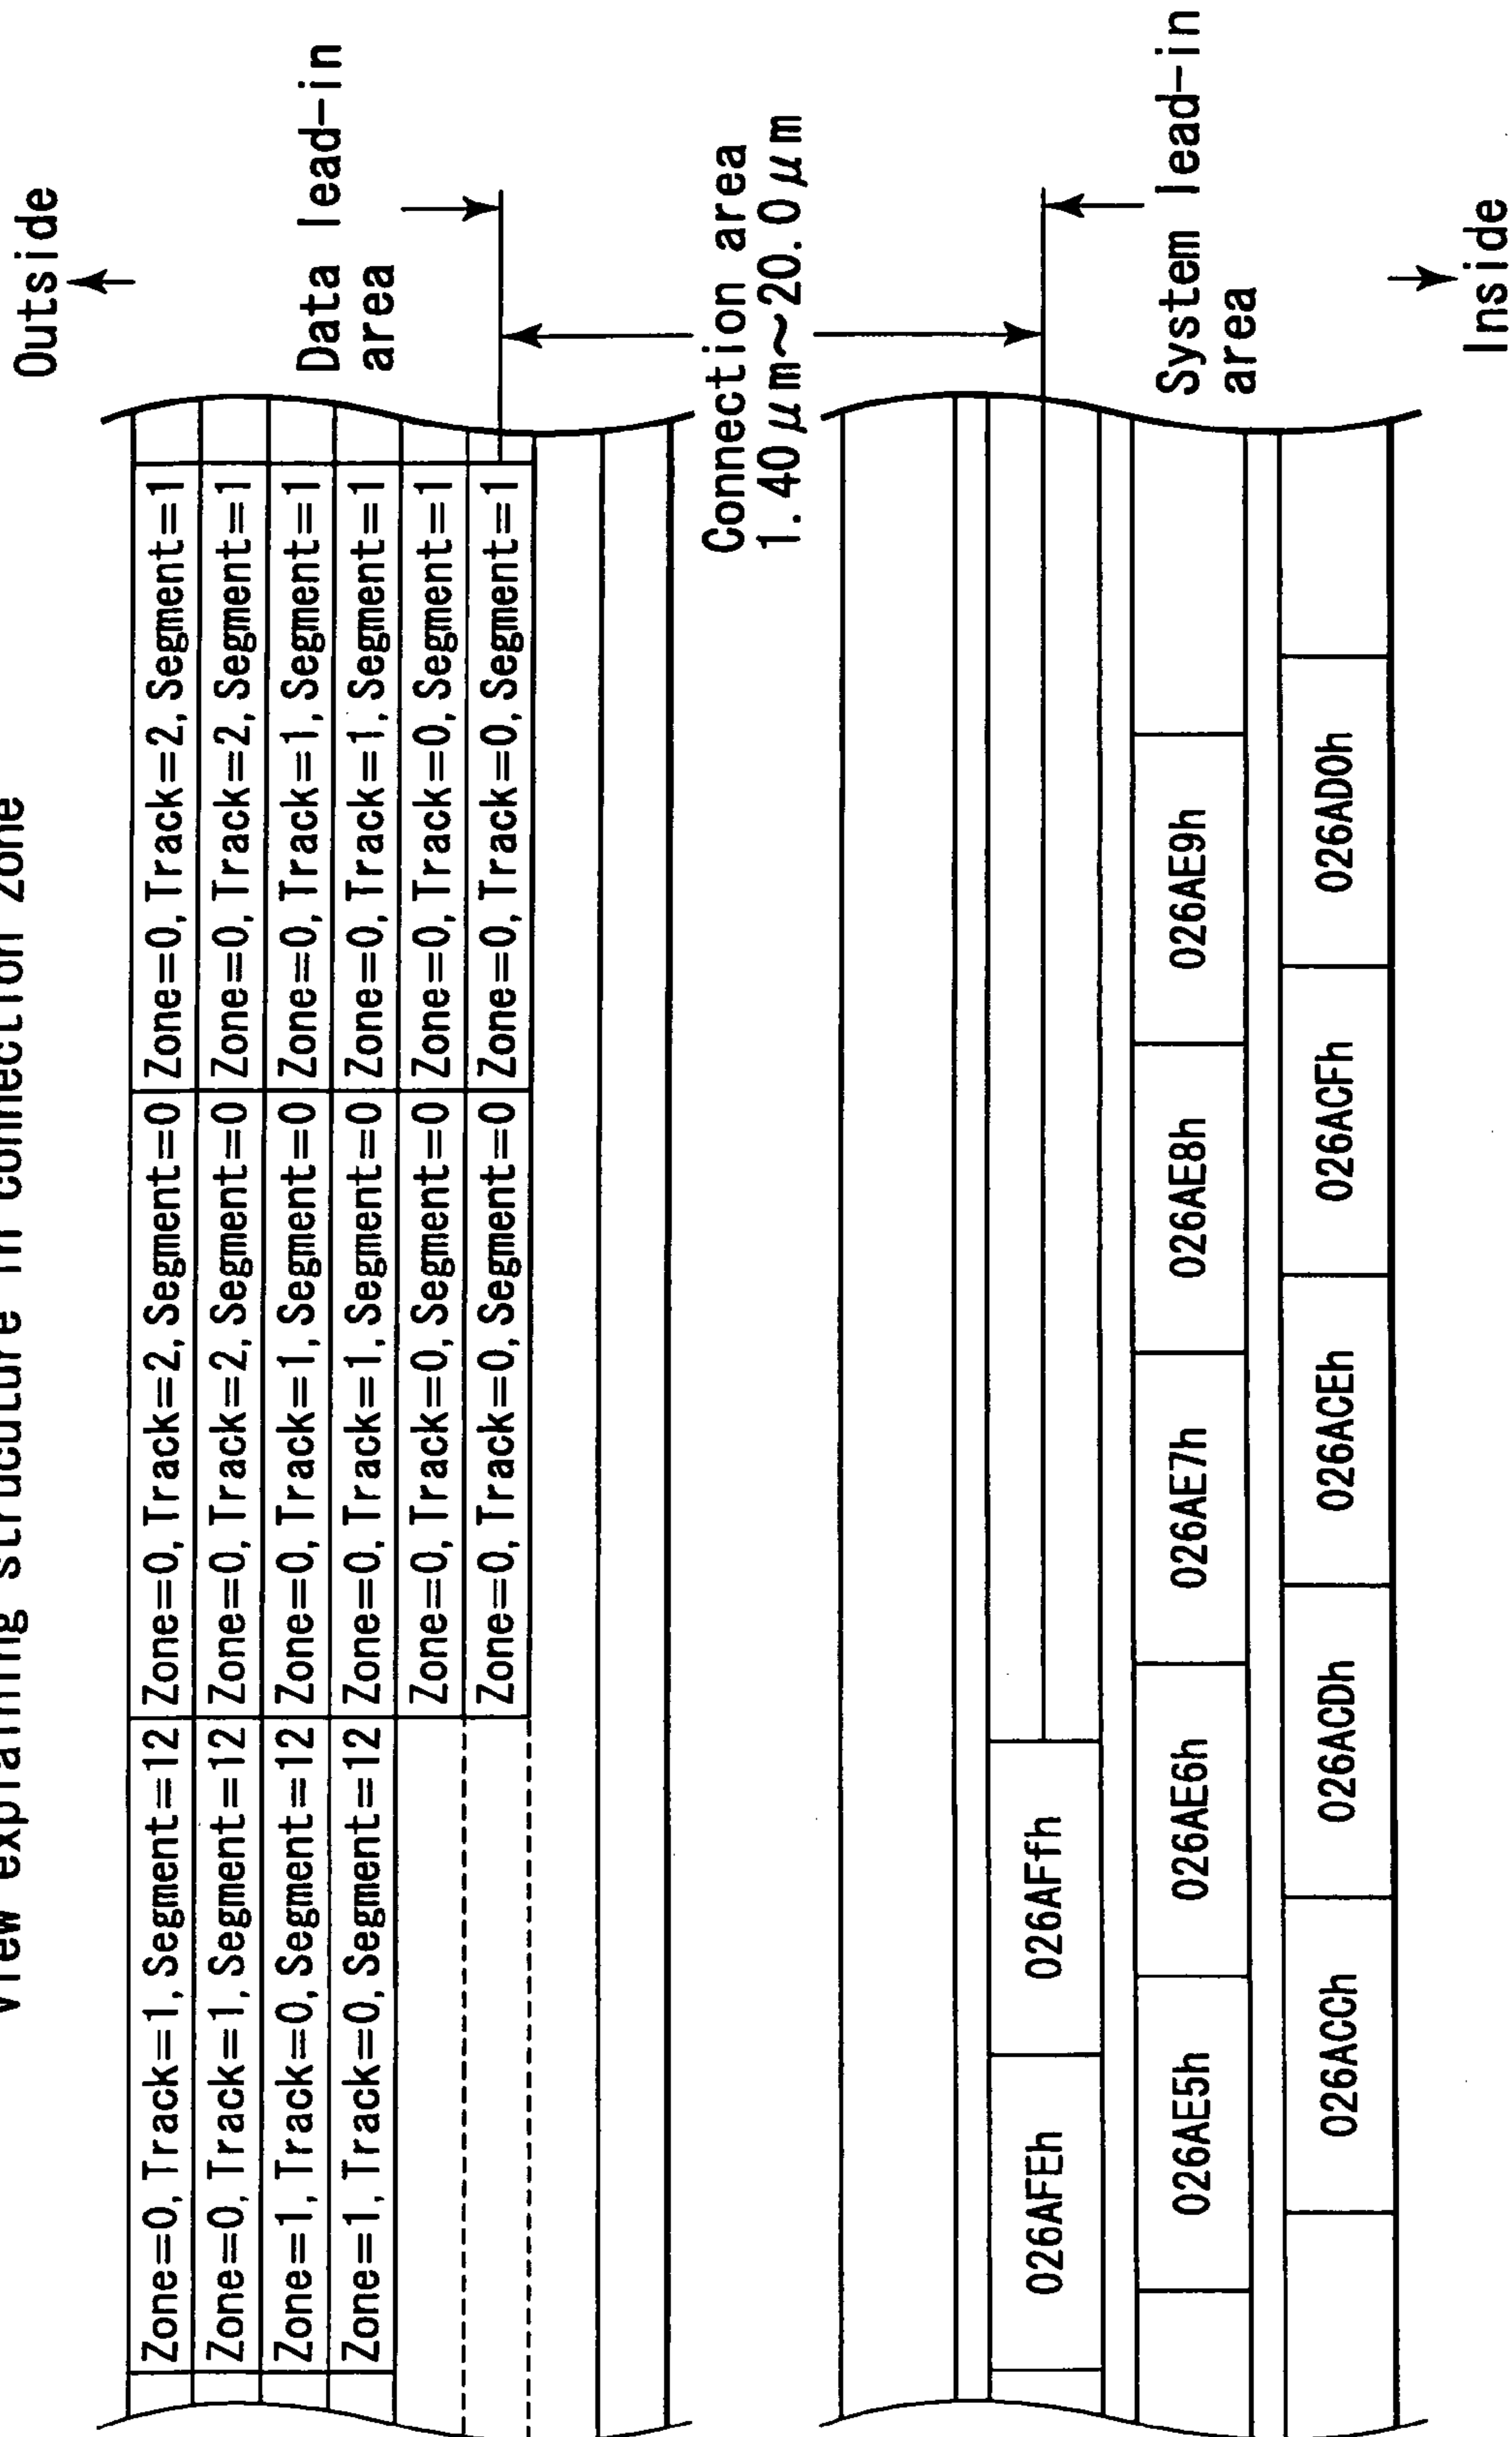 View explaining strucuture in connection zone
Outside
Zone=0, Track=1, Segment=12 Zone=0, Track=2, Segment=0 Zone=0, Track=2, Segment=1
Zone=0, Track=1, Segment=12 Zone=0, Track=2, Segment=0 Zone=0, Track=2, Segment=1
Zone=1, Track=0, Segment=12 Zone=0, Track=1, Segment=0 Zone=0, Track=1, Segment=1
Zone=1, Track=0, Segment=12 Zone=0, Track=1, Segment=0 Zone=0, Track=1, Segment=1
Zone=0, Track=0, Segment=0 Zone=0, Track=0, Segment=1
Zone=0, Track=0, Segment=0 Zone=0, Track=0, Segment=1
Data lead-in
area
Connection area
1.40μm~20.0μm
026AFEh 026AFfh
026AE5h 026AE6h 026AE7h 026AE8h 026AE9h
026ACCh 026ACDh 026ACEh 026ACFh 026AD0h
System lead-in
area
Inside